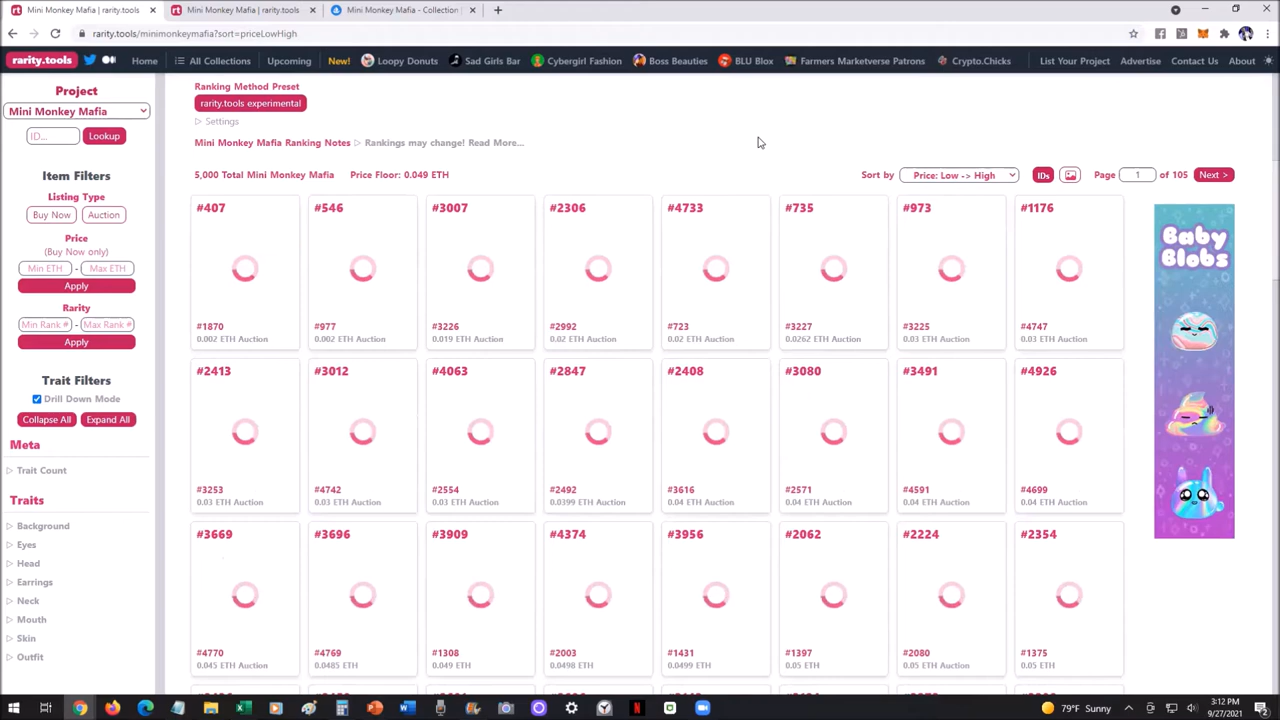 Mini Monkey Mafia | rarity.tools
Mini Monkey Mafia | rarity.tools
Mini Monkey Mafia - Collection
rarity.tools/minimonkeymafia?sort=priceLowHigh
rarity.tools
Home
All Collections
Upcoming
New!
Loopy Donuts
Sad Girls Bar
Cybergirl Fashion
Boss Beauties
BLU Blox
Farmers Marketverse Patrons
Crypto.Chicks
List Your Project
Advertise
Contact Us
About
Project
Mini Monkey Mafia
ID...
Lookup
Item Filters
Listing Type
Buy Now
Auction
Price
(Buy Now only)
Min ETH - Max ETH
Apply
Rarity
Min Rank # - Max Rank #
Apply
Trait Filters
Drill Down Mode
Collapse All
Expand All
Meta
Trait Count
Traits
Background
Eyes
Head
Earrings
Neck
Mouth
Skin
Outfit
Ranking Method Preset
rarity.tools experimental
Settings
Mini Monkey Mafia Ranking Notes
Rankings may change! Read More...
5,000 Total Mini Monkey Mafia
Price Floor: 0.049 ETH
Sort by
Price: Low -> High
IDs
Page
1
of 105
Next >
#407
#546
#3007
#2306
#4733
#735
#973
#1176
#1870
#977
#3226
#2992
#723
#3227
#3225
#4747
0.002 ETH Auction
0.002 ETH Auction
0.019 ETH Auction
0.02 ETH Auction
0.02 ETH Auction
0.0262 ETH Auction
0.03 ETH Auction
0.03 ETH Auction
#2413
#3012
#4063
#2847
#2408
#3080
#3491
#4926
#3253
#4742
#2554
#2492
#3616
#2571
#4591
#4699
0.03 ETH Auction
0.03 ETH Auction
0.03 ETH Auction
0.0399 ETH Auction
0.04 ETH Auction
0.04 ETH Auction
0.04 ETH Auction
0.04 ETH Auction
#3669
#3696
#3909
#4374
#3956
#2062
#2224
#2354
#4770
#4769
#1308
#2003
#1431
#1397
#2080
#1375
0.045 ETH Auction
0.0485 ETH
0.049 ETH
0.0498 ETH
0.0499 ETH
0.05 ETH
0.05 ETH Auction
0.05 ETH
Baby
Blobs
79°F Sunny
3:12 PM
9/27/2021